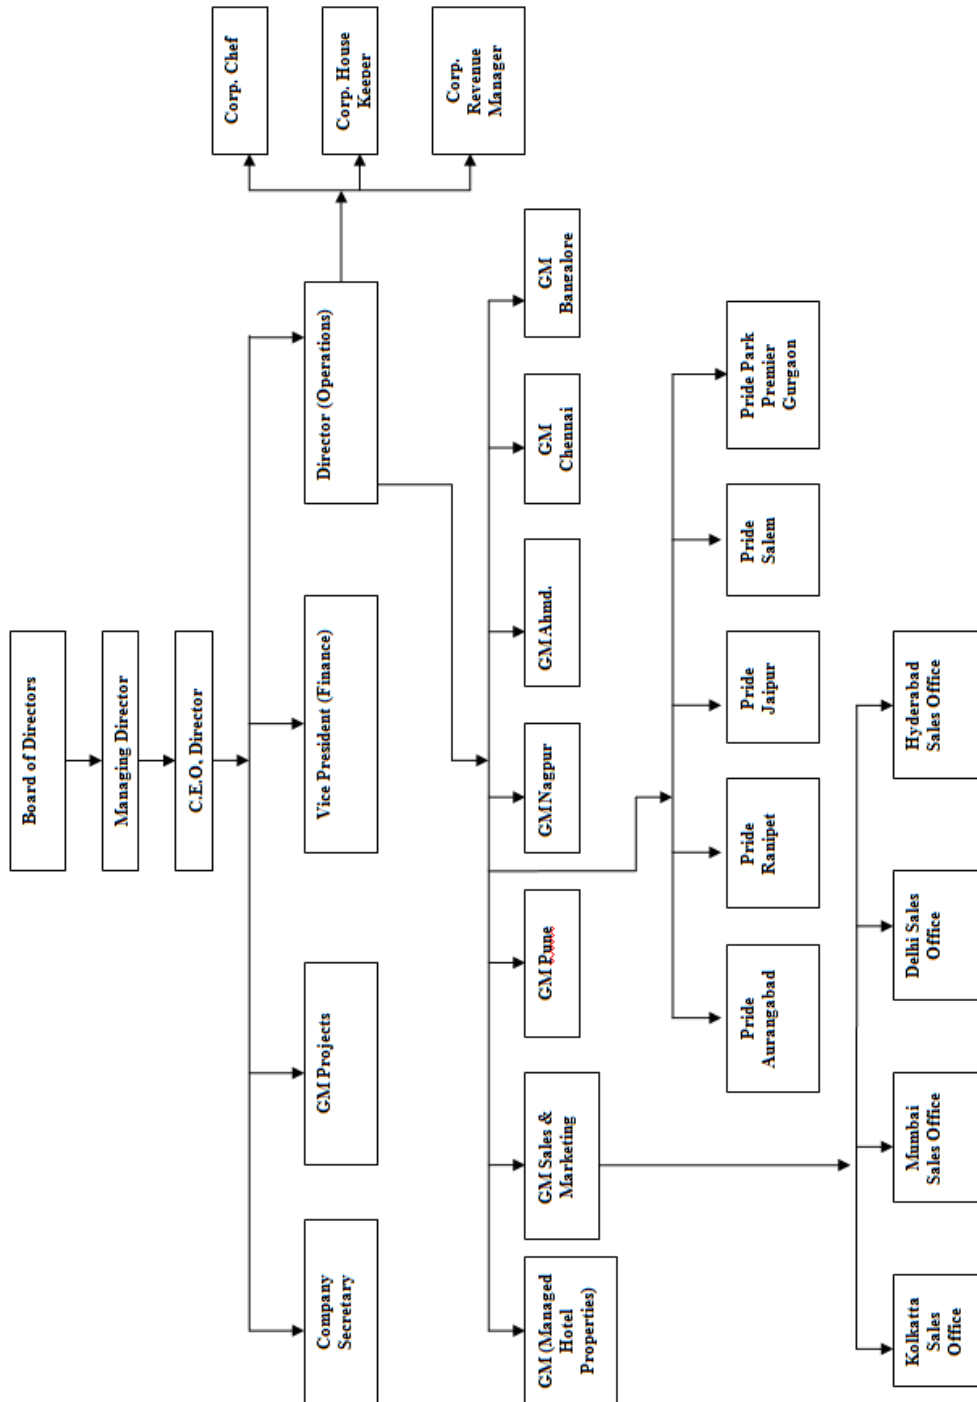 Board of Directors
Managing Director
C.E.O, Director
Company
Secretary
GM Projects
Vice President (Finance)
Director (Operations)
Corp. Chef
Corp. House
Keeper
Corp.
Revenue
Manager
GM (Managed
Hotel
Properties)
GM Sales &
Marketing
GM Pune
GM Nagpur
GM Ahmd.
GM
Chennai
GM
Bangalore
Pride
Aurangabad
Pride
Ranipet
Pride
Jaipur
Pride
Salem
Pride Park
Premier
Gurgaon
Kolkatta
Sales
Office
Mumbai
Sales Office
Delhi Sales
Office
Hyderabad
Sales Office